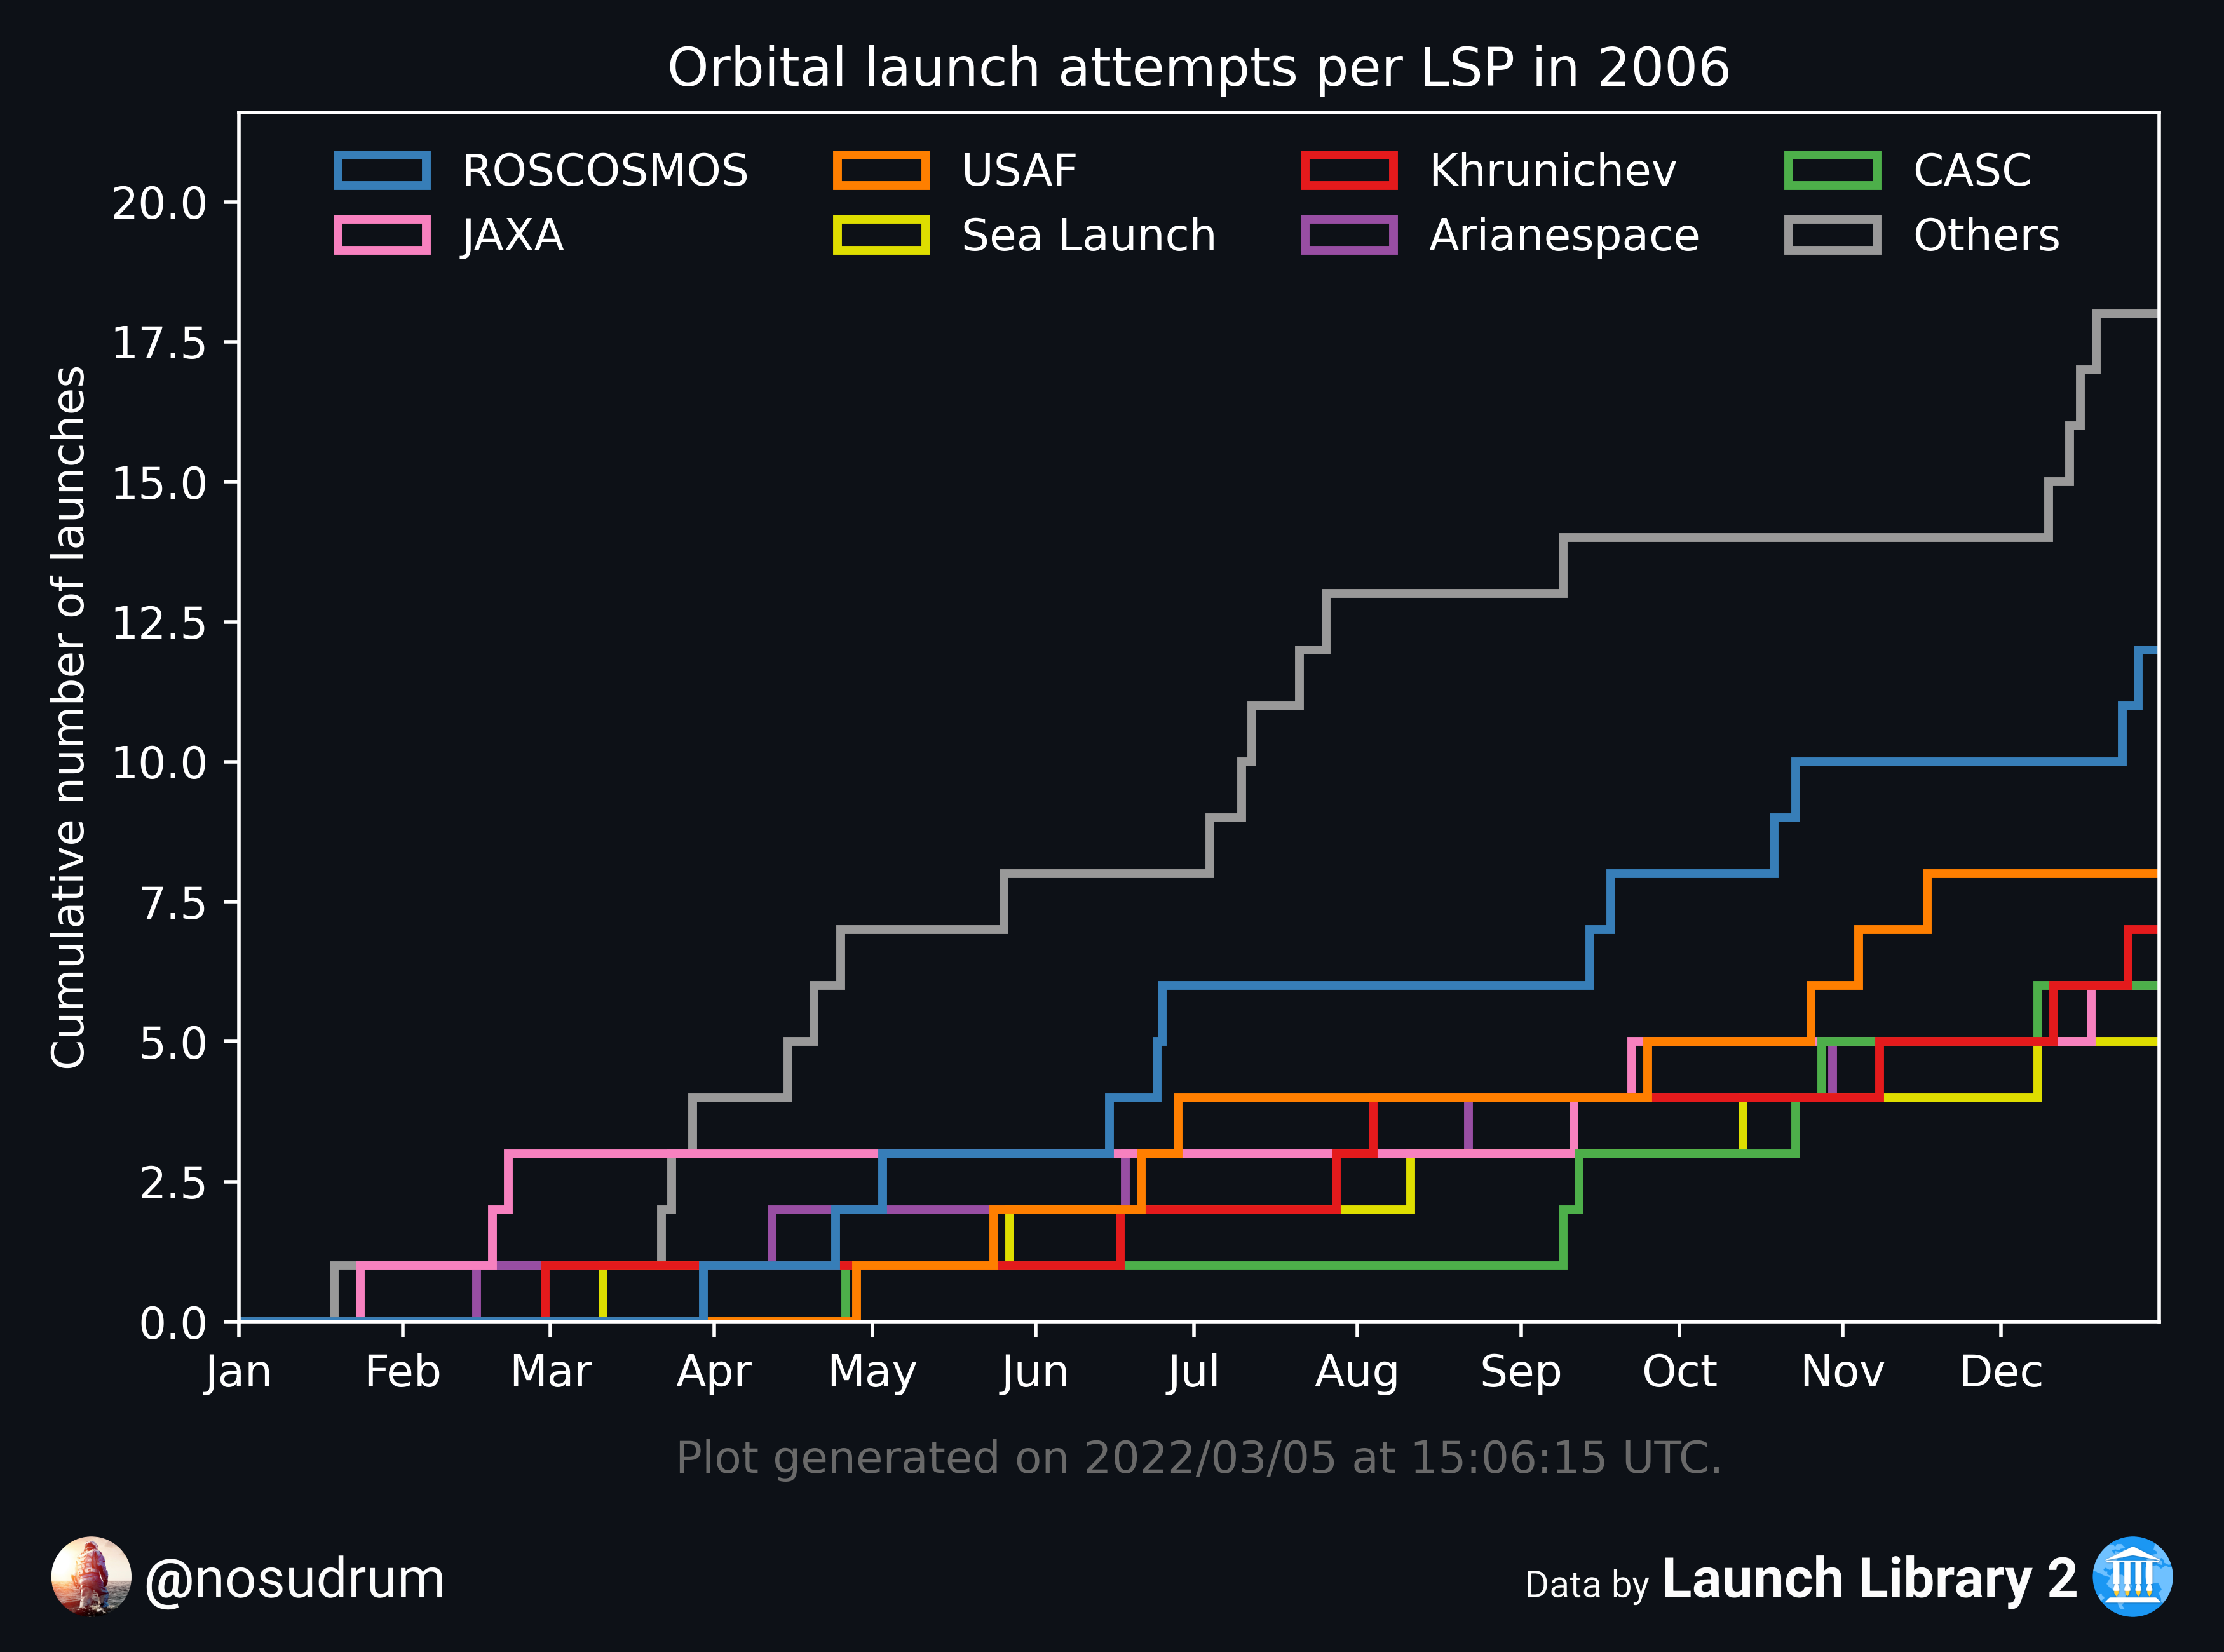 Orbital launch attempts per LSP in 2006
ROSCOSMOS USAF Khrunichev CASC
JAXA Sea Launch Arianespace Others
Cumulative number of launches
20.0
17.5
15.0
12.5
10.0
7.5
5.0
2.5
0.0
Jan Feb Mar Apr May Jun Jul Aug Sep Oct Nov Dec
Plot generated on 2022/03/05 at 15:06:15 UTC.
@nosudrum Data by Launch Library 2